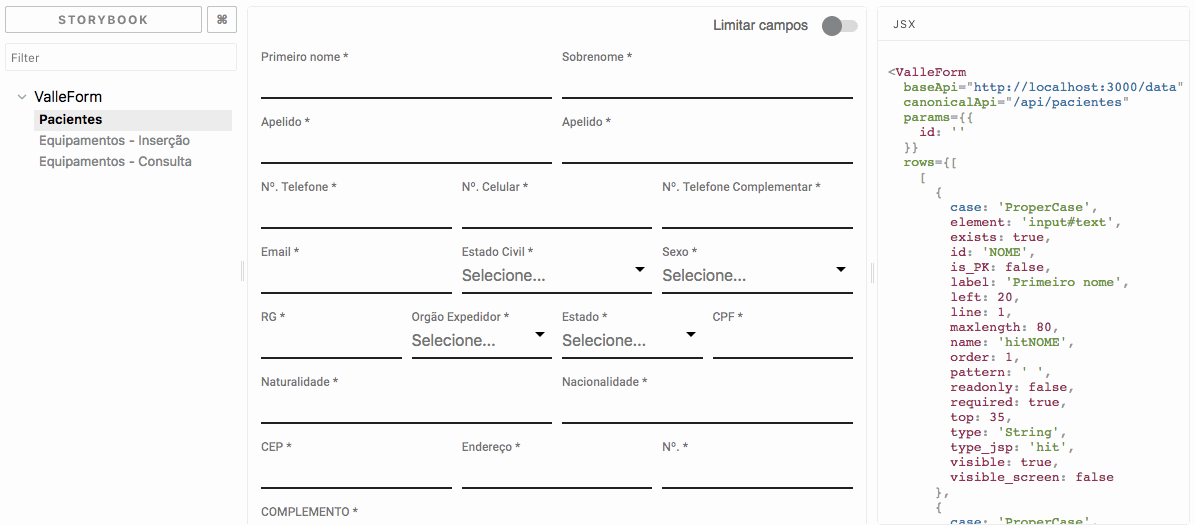 STORYBOOK ⌘
Filter
ValleForm
Pacientes
Equipamentos - Inserção
Equipamentos - Consulta
Limitar campos
Primeiro nome * Sobrenome *
Apelido * Apelido *
Nº. Telefone * Nº. Celular * Nº. Telefone Complementar *
Email * Estado Civil * Sexo *
Selecione... Selecione...
RG * Orgão Expedidor * Estado * CPF *
Selecione... Selecione...
Naturalidade * Nacionalidade *
CEP * Endereço * Nº. *
COMPLEMENTO *
JSX
<ValleForm
baseApi="http://localhost:3000/data"
canonicalApi="/api/pacientes"
params={{
id: ''
}}
rows={[
[
{
case: 'ProperCase',
element: 'input#text',
exists: true,
id: 'NOME',
is_PK: false,
label: 'Primeiro nome',
left: 20,
line: 1,
maxlength: 80,
name: 'hitNOME',
order: 1,
pattern: ' ',
readonly: false,
required: true,
top: 35,
type: 'String',
type_jsp: 'hit',
visible: true,
visible_screen: false
},
{
case: 'ProperCase',